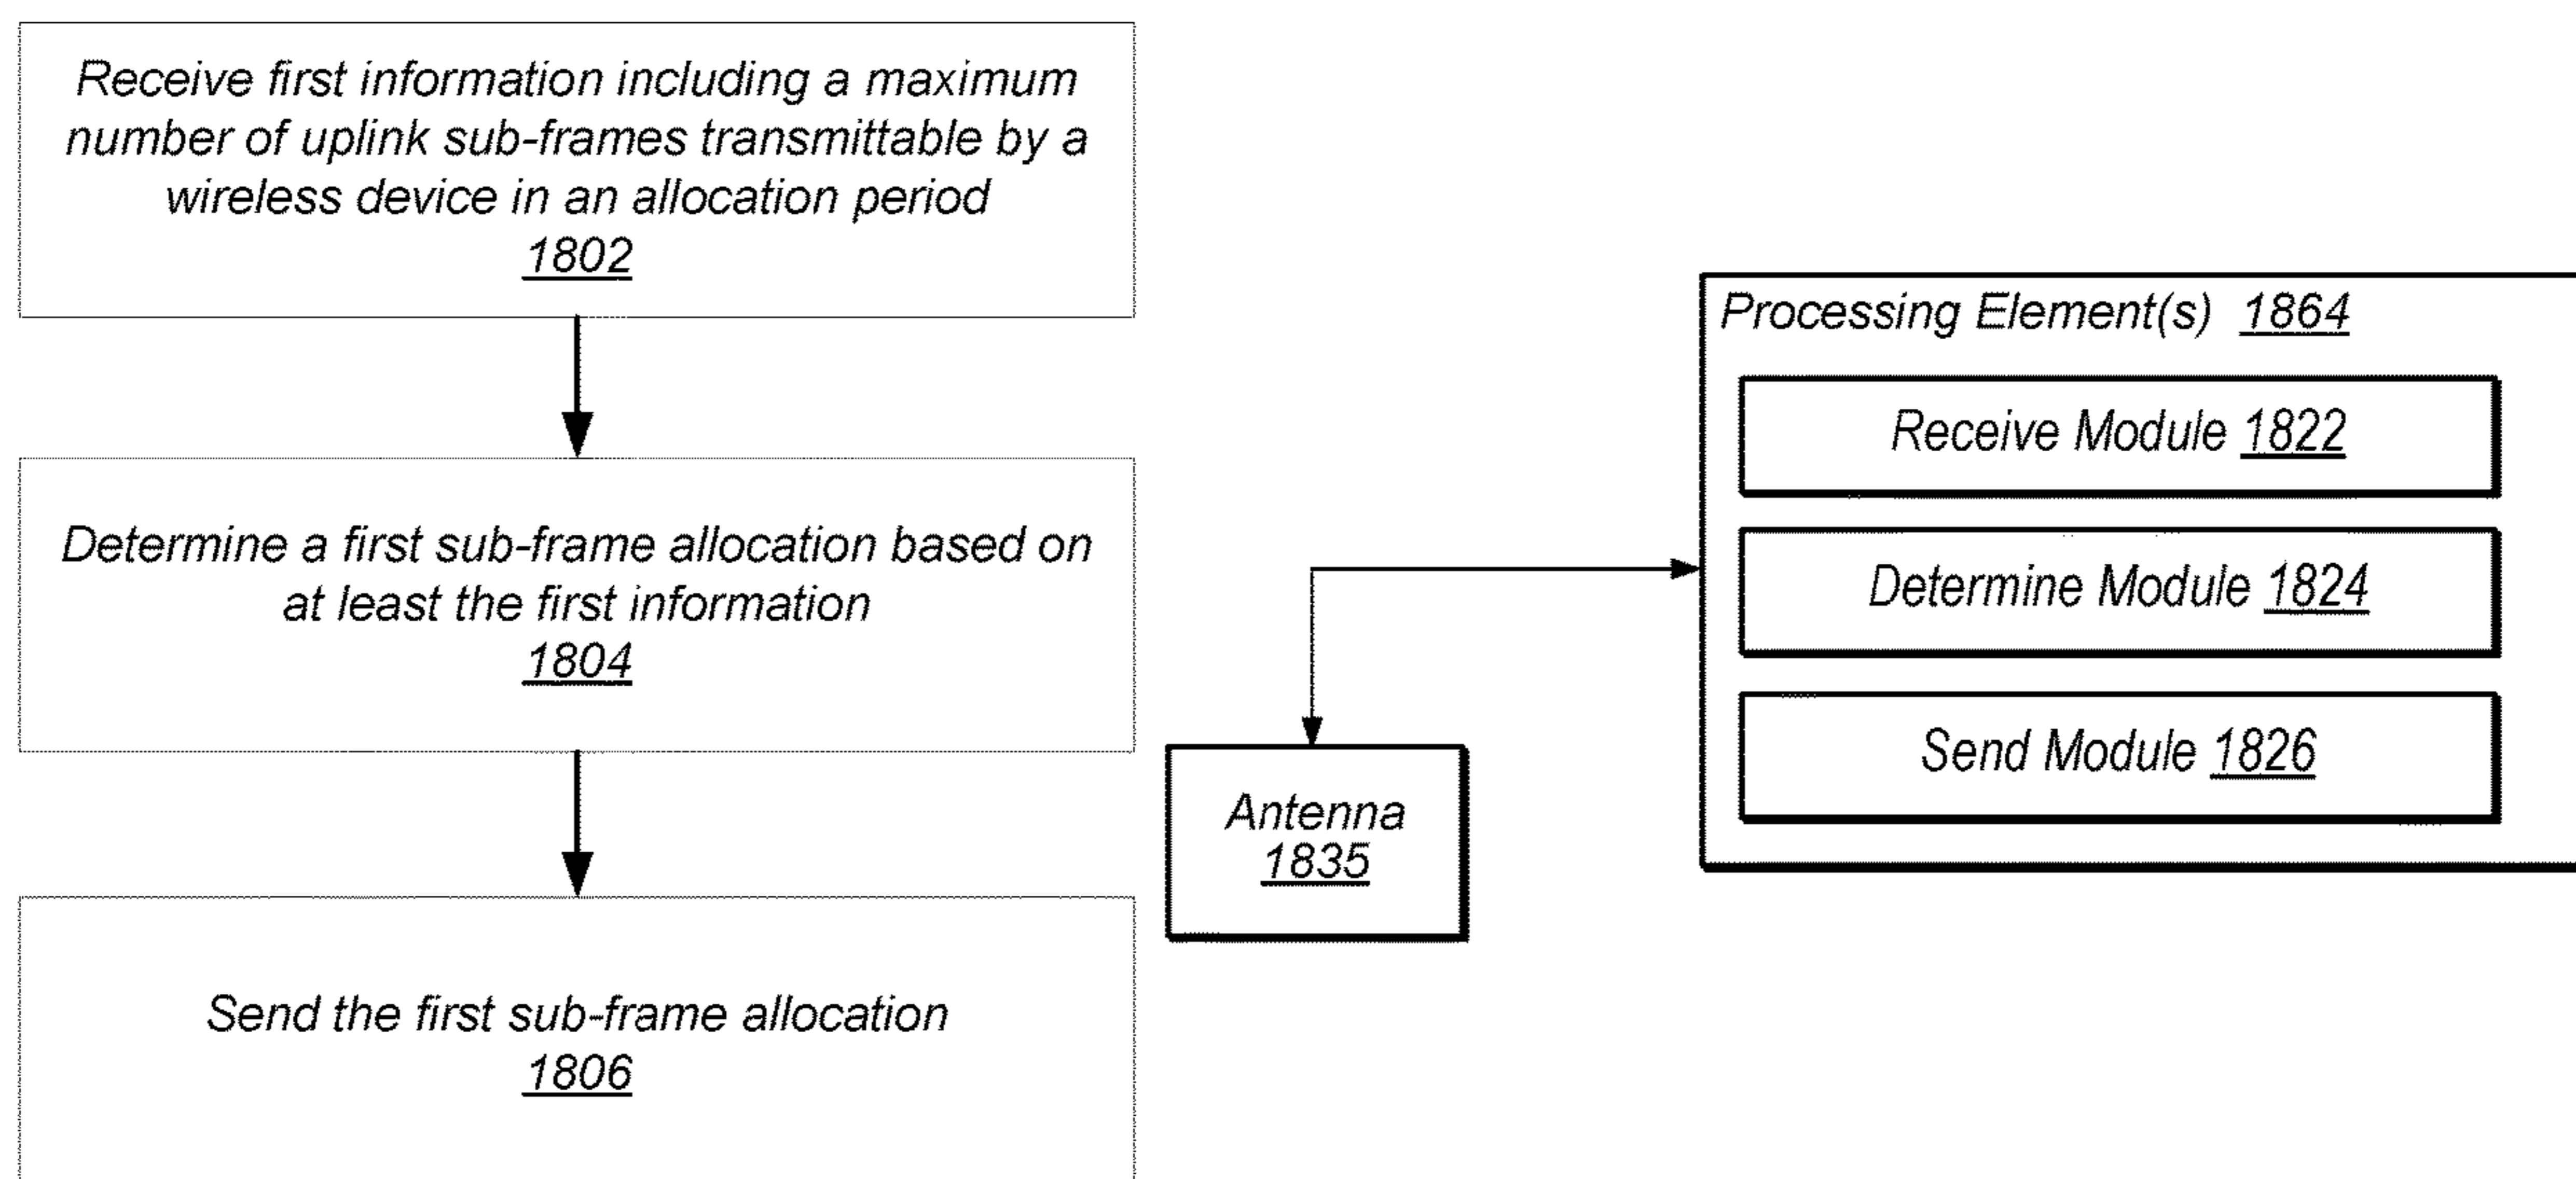 Receive first information including a maximum
number of uplink sub-frames transmittable by a
wireless device in an allocation period
1802
Determine a first sub-frame allocation based on
at least the first information
1804
Send the first sub-frame allocation
1806
Antenna
1835
Processing Element(s) 1864
Receive Module 1822
Determine Module 1824
Send Module 1826